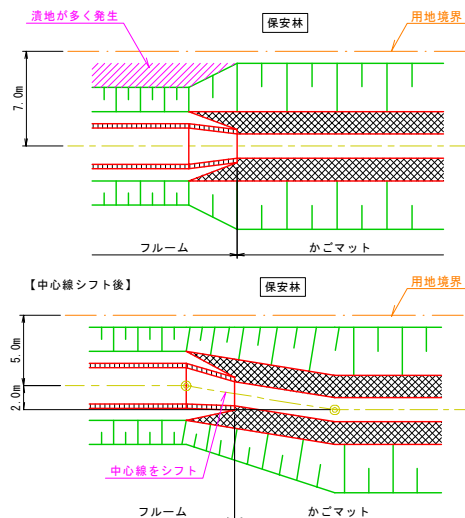 潰地が多く発生
保安林
用地境界
7.0m
フルーム
かごマット
【中心線シフト後】
保安林
用地境界
5.0m
2.0m
中心線をシフト
フルーム
かごマット